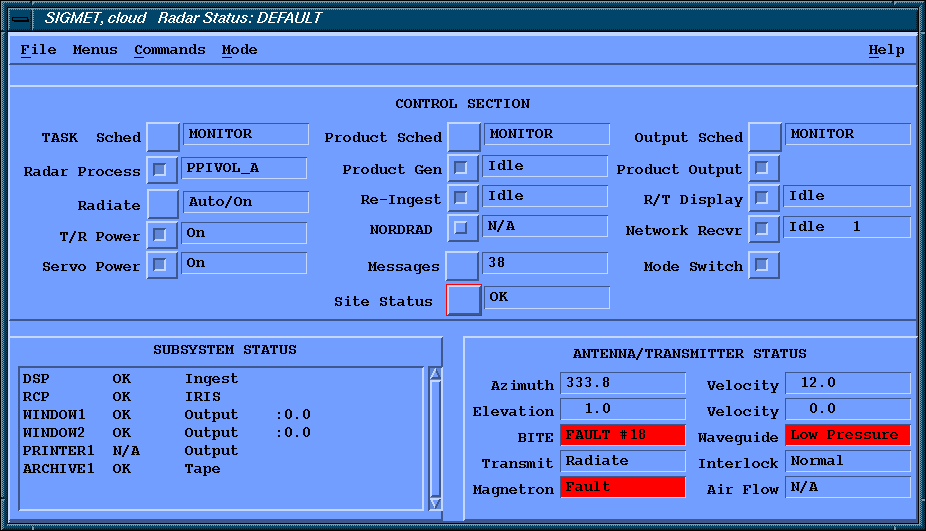 SIGMET, cloud Radar Status: DEFAULT
File Menus Commands Mode Help
CONTROL SECTION
TASK Sched MONITOR Product Sched MONITOR Output Sched MONITOR
Radar Process PPIVOL_A Product Gen Idle Product Output
Radiate Auto/On Re-Ingest Idle R/T Display Idle
T/R Power On NORDRAD N/A Network Recvr Idle 1
Servo Power On Messages 38 Mode Switch
Site Status OK
SUBSYSTEM STATUS
DSP OK Ingest
RCP OK IRIS
WINDOW1 OK Output :0.0
WINDOW2 OK Output :0.0
PRINTER1 N/A Output
ARCHIVE1 OK Tape
ANTENNA/TRANSMITTER STATUS
Azimuth 333.8 Velocity 12.0
Elevation 1.0 Velocity 0.0
BITE FAULT #18 Waveguide Low Pressure
Transmit Radiate Interlock Normal
Magnetron Fault Air Flow N/A